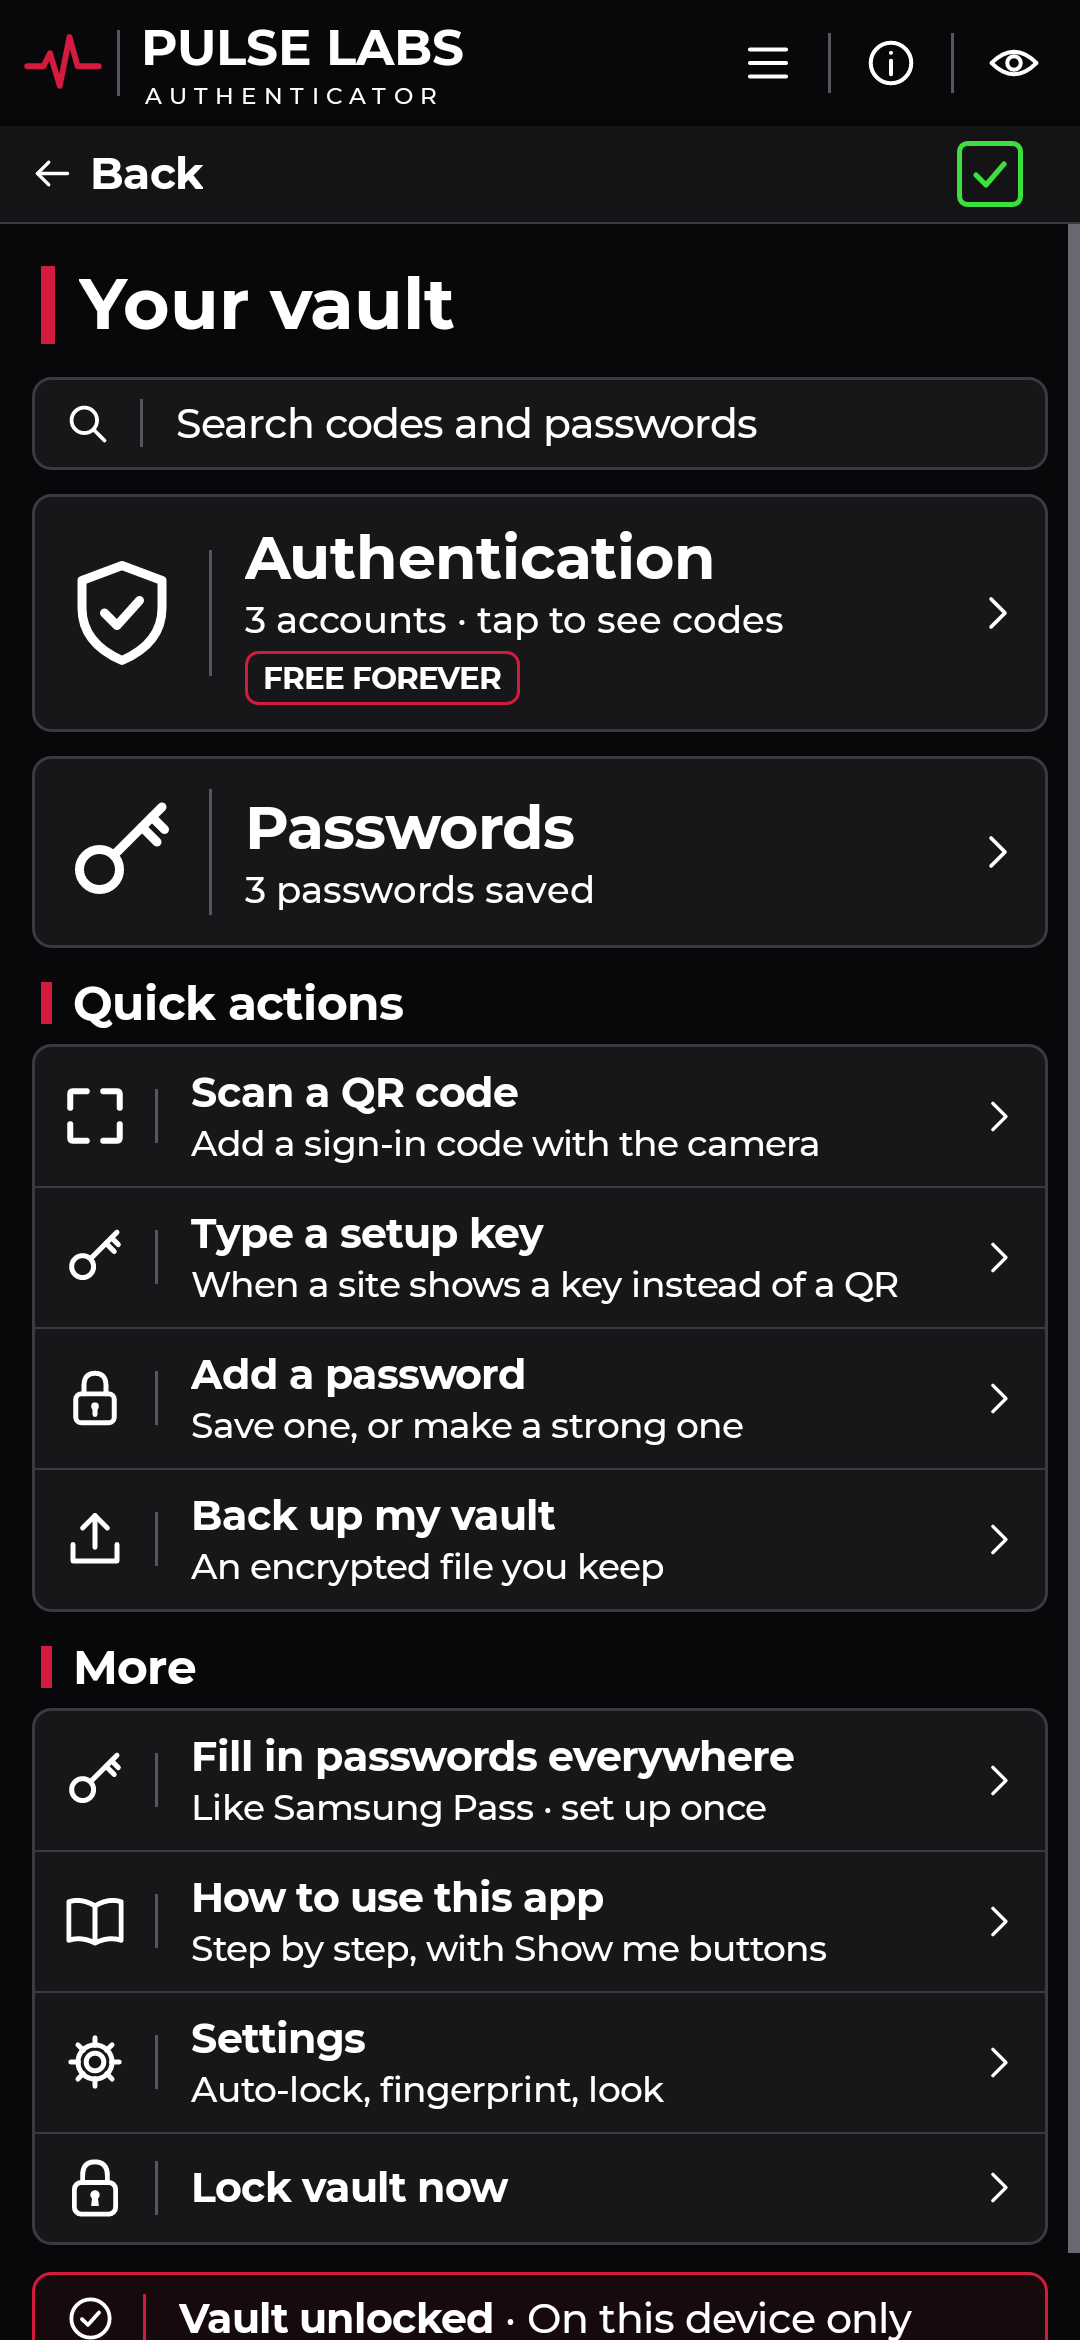 PULSE LABS
AUTHENTICATOR
Back
Your vault
Search codes and passwords
Authentication
3 accounts · tap to see codes
FREE FOREVER
Passwords
3 passwords saved
Quick actions
Scan a QR code
Add a sign-in code with the camera
Type a setup key
When a site shows a key instead of a QR
Add a password
Save one, or make a strong one
Back up my vault
An encrypted file you keep
More
Fill in passwords everywhere
Like Samsung Pass · set up once
How to use this app
Step by step, with Show me buttons
Settings
Auto-lock, fingerprint, look
Lock vault now
Vault unlocked · On this device only